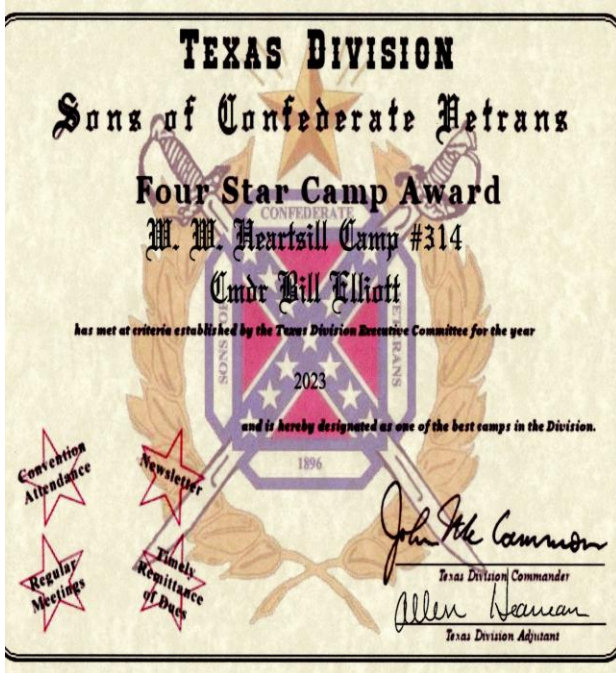 TEXAS DIVISION
Sons of Confederate Vetrans
Four Star Camp Award
CONFEDERATE
W. W. Heartsill Camp #314
Cmdr Bill Elliott
has met at criteria established by the Texas Division Executive Committee for the year
SONS OF
VETERANS
2023
and is hereby designated as one of the best camps in the Division.
1896
Convention
Attendance
Newsletter
Regular
Meetings
Timely
Remittance
of Dues
John McCammon
Texas Division Commander
Allen
Texas Division Adjutant